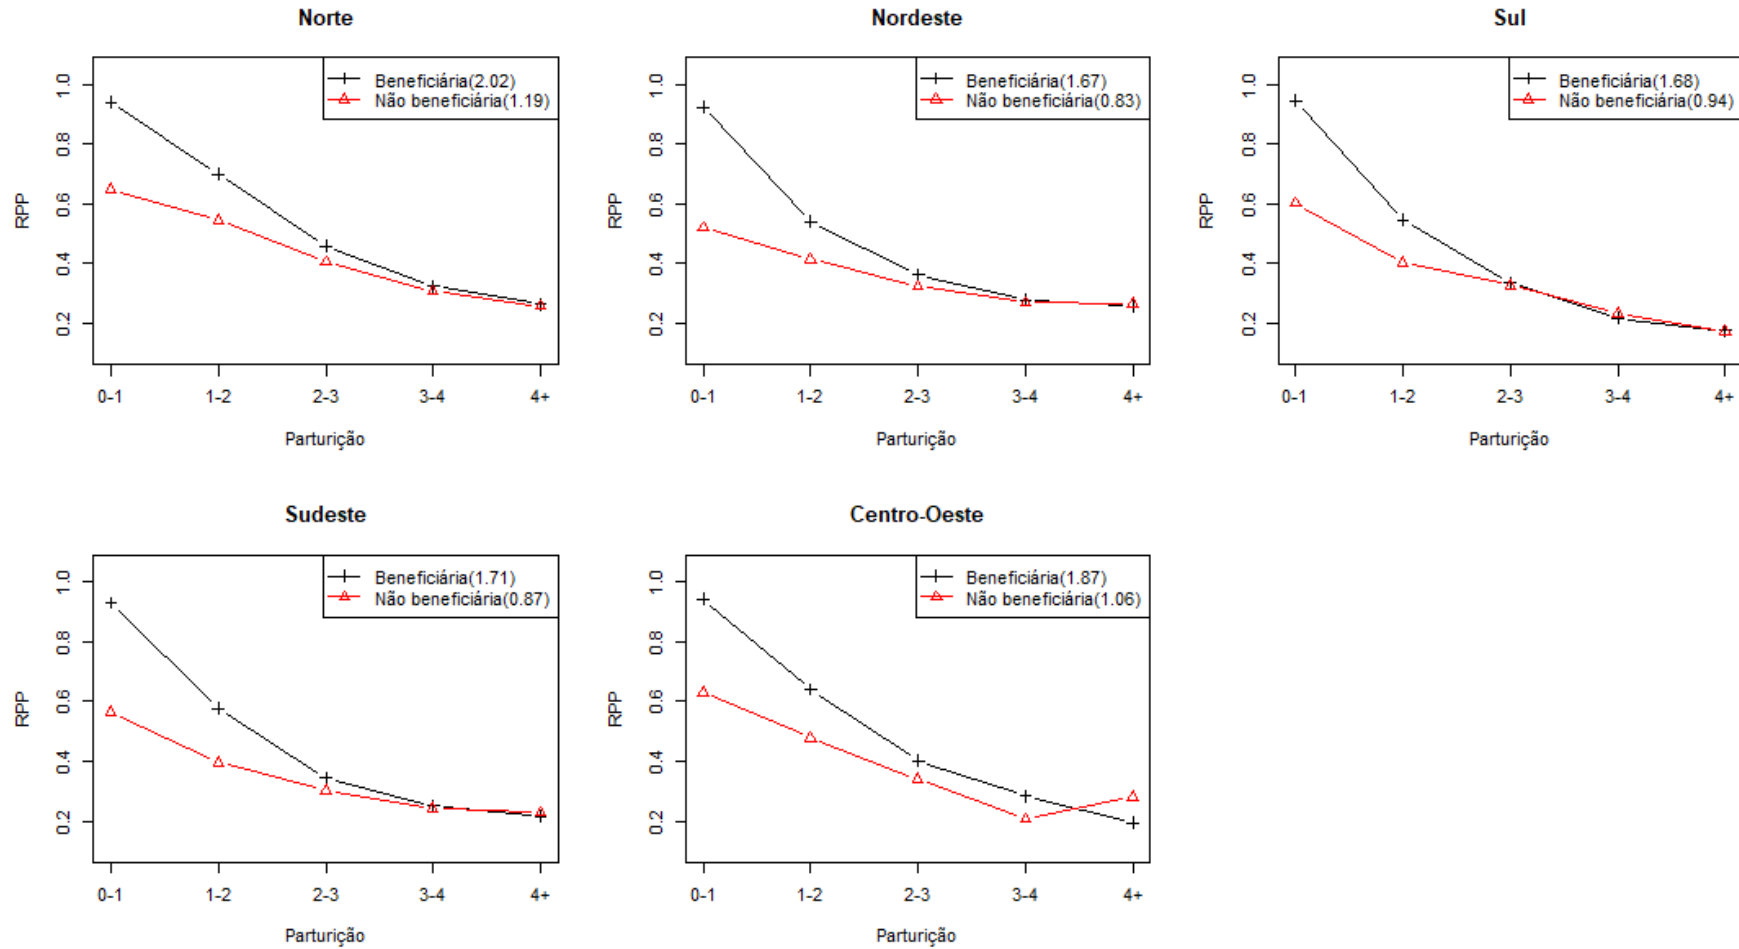 Norte
Beneficiária(2.02)
Não beneficiária(1.19)
RPP
1.0
0.8
0.6
0.4
0.2
0-1 1-2 2-3 3-4 4+
Parturição
Nordeste
Beneficiária(1.67)
Não beneficiária(0.83)
RPP
1.0
0.8
0.6
0.4
0.2
0-1 1-2 2-3 3-4 4+
Parturição
Sul
Beneficiária(1.68)
Não beneficiária(0.94)
RPP
1.0
0.8
0.6
0.4
0.2
0-1 1-2 2-3 3-4 4+
Parturição
Sudeste
Beneficiária(1.71)
Não beneficiária(0.87)
RPP
1.0
0.8
0.6
0.4
0.2
0-1 1-2 2-3 3-4 4+
Parturição
Centro-Oeste
Beneficiária(1.87)
Não beneficiária(1.06)
RPP
1.0
0.8
0.6
0.4
0.2
0-1 1-2 2-3 3-4 4+
Parturição